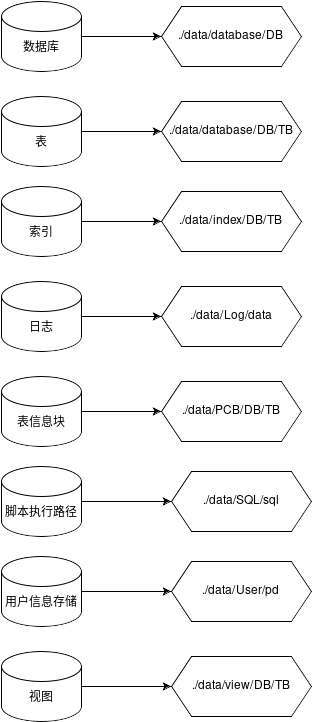 数据库
./data/database/DB
表
./data/database/DB/TB
索引
./data/index/DB/TB
日志
./data/Log/data
表信息块
./data/PCB/DB/TB
脚本执行路径
./data/SQL/sql
用户信息存储
./data/User/pd
视图
./data/view/DB/TB